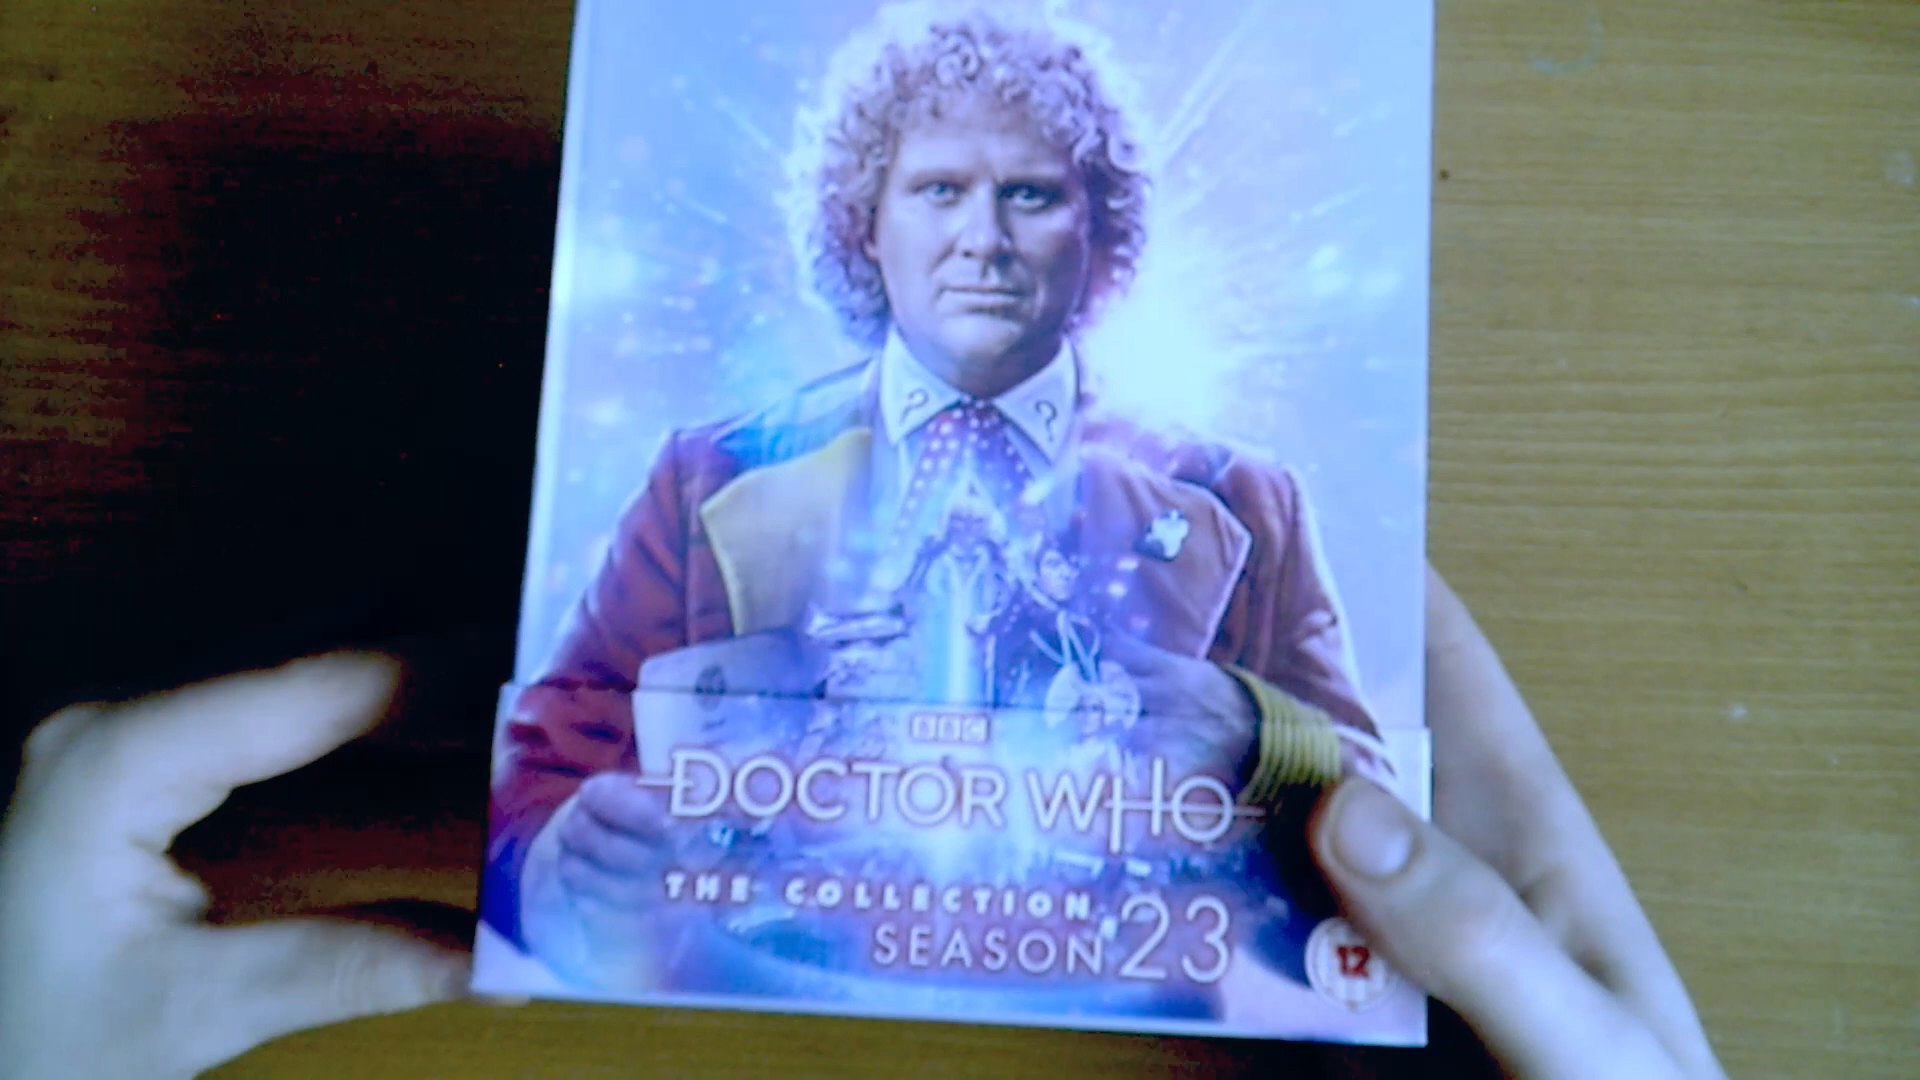 ? ?
BBC
DOCTOR WHO
THE COLLECTION
SEASON 23
12